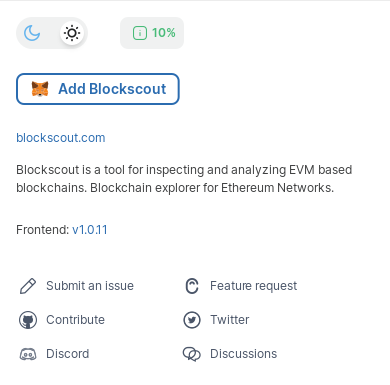 10%
Add Blockscout
blockscout.com
Blockscout is a tool for inspecting and analyzing EVM based
blockchains. Blockchain explorer for Ethereum Networks.
Frontend: v1.0.11
Submit an issue
Feature request
Contribute
Twitter
Discord
Discussions